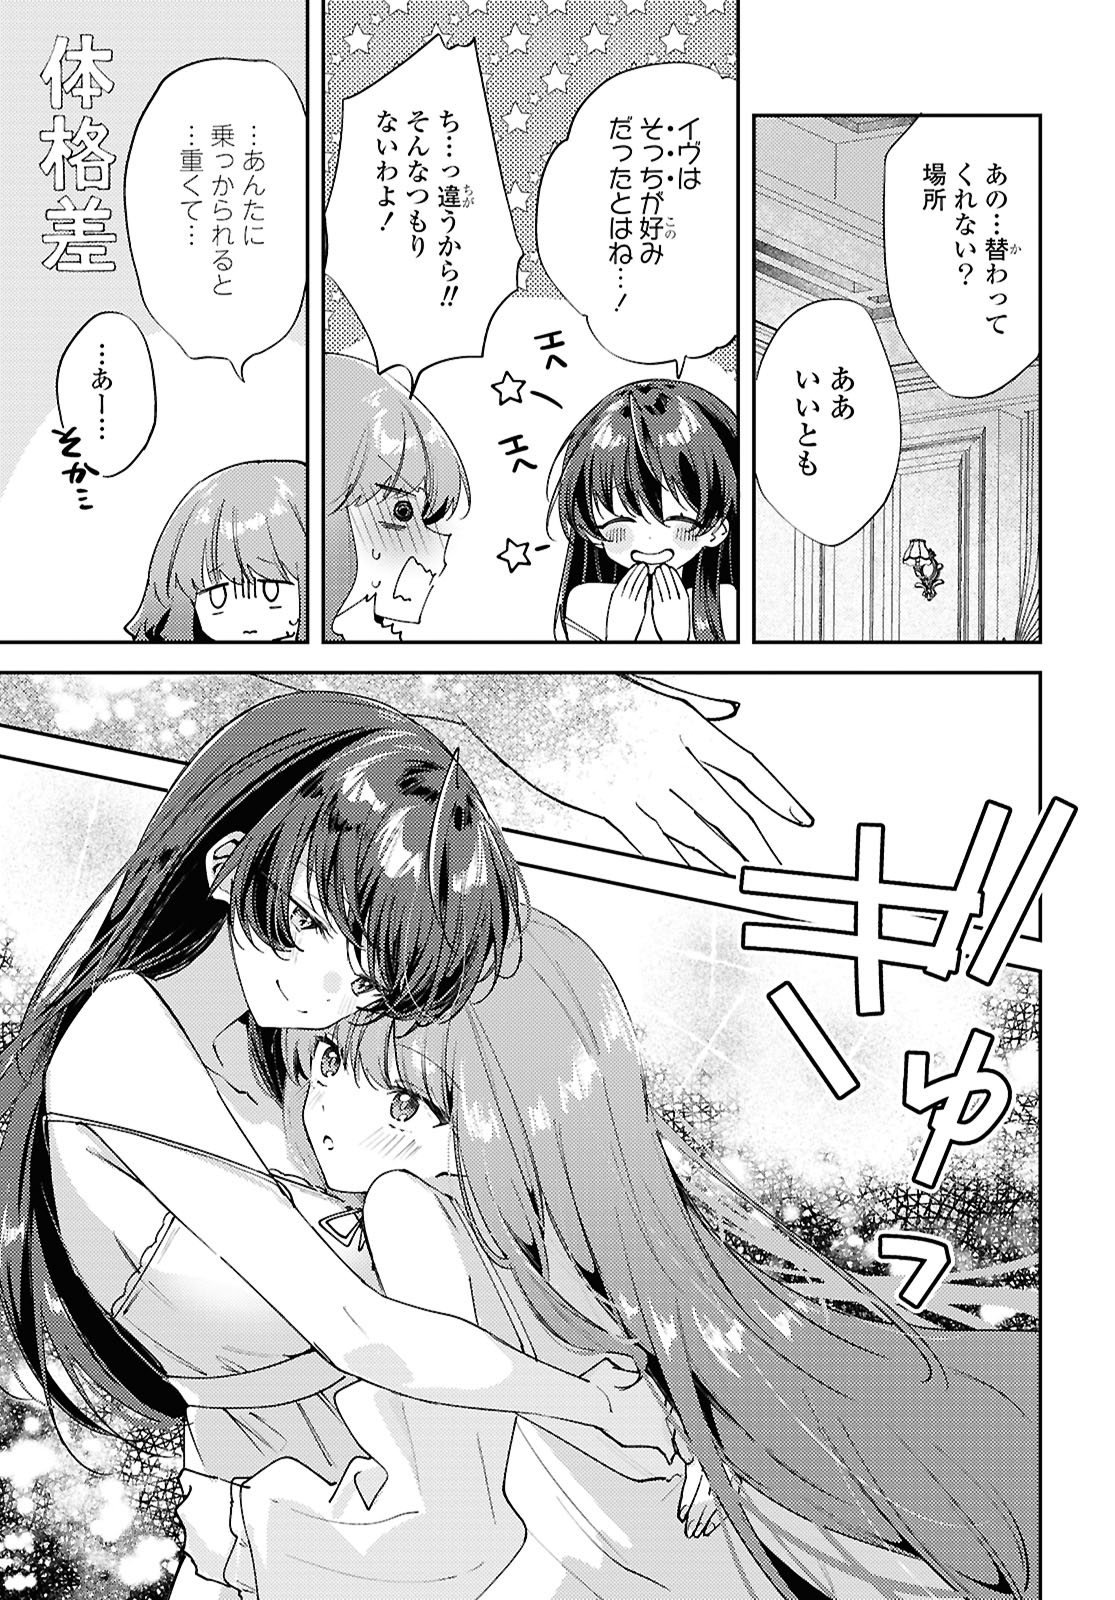 あの…替わって
くれない?
場所
ああ
いいとも
イヴは
そっちが好み
だったとはね…!
エヘ
エヘ
ち…っ違うから!!
そんなつもり
ないわよ!
…あんたに
乗っかられると
…重くて…
体格差
…あー…
そか…
ギュッ